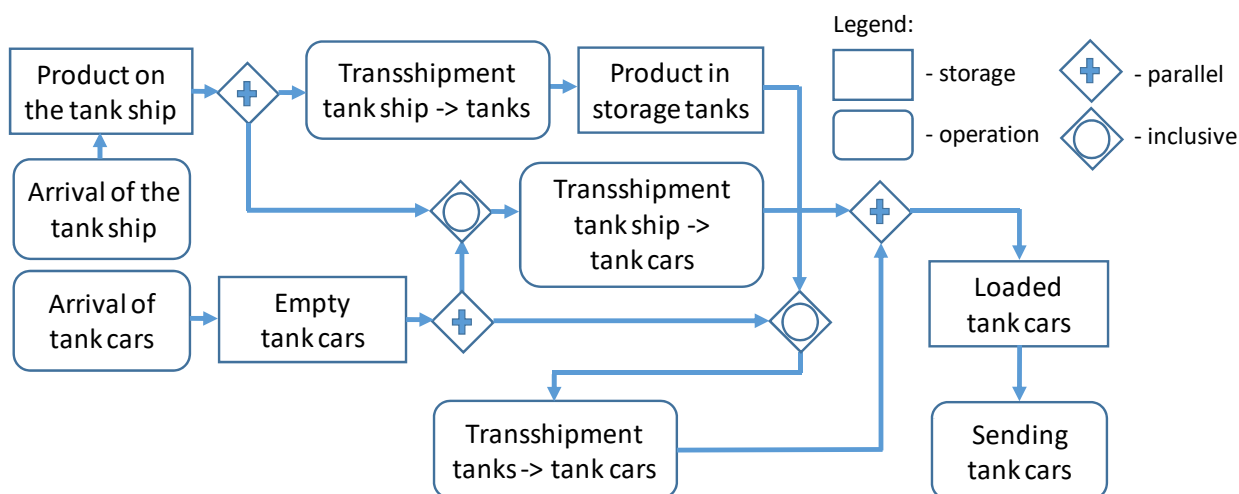 Legend:
Product on
the tank ship
Transshipment
tank ship -> tanks
Product in
storage tanks
- storage
- parallel
- operation
- inclusive
Arrival of the
tank ship
Transshipment
tank ship ->
tank cars
Arrival of
tank cars
Empty
tank cars
Loaded
tank cars
Transshipment
tanks -> tank cars
Sending
tank cars